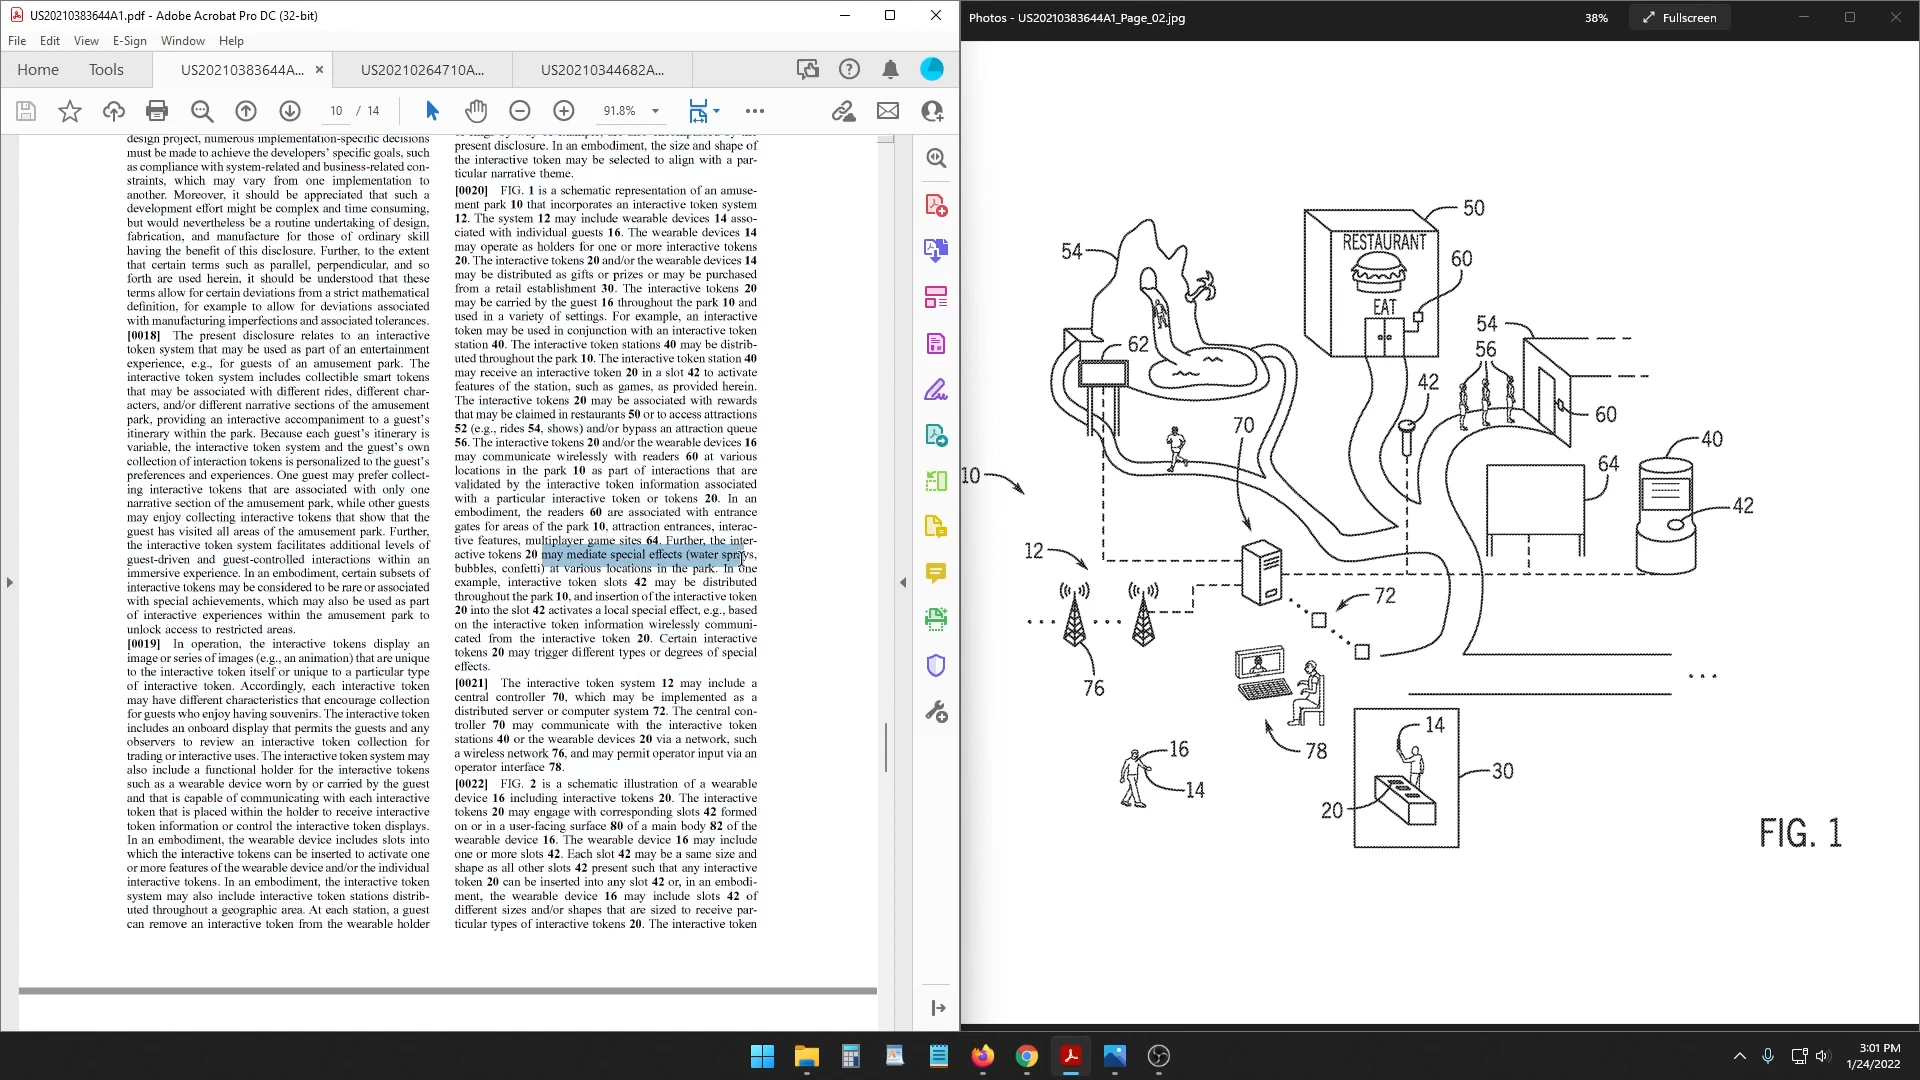 US20210383644A1.pdf - Adobe Acrobat Pro DC (32-bit)
File Edit View E-Sign Window Help
Home Tools US20210383644A... × US20210264710A... US20210344682A...
10 / 14 91.8%
design project, numerous implementation-specific decisions
must be made to achieve the developers' specific goals, such
as compliance with system-related and business-related con-
straints, which may vary from one implementation to
another. Moreover, it should be appreciated that such a
development effort might be complex and time consuming,
but would nevertheless be a routine undertaking of design,
fabrication, and manufacture for those of ordinary skill
having the benefit of this disclosure. Further, to the extent
that certain terms such as parallel, perpendicular, and so
forth are used herein, it should be understood that these
terms allow for certain deviations from a strict mathematical
definition, for example to allow for deviations associated
with manufacturing imperfections and associated tolerances.
[0018] The present disclosure relates to an interactive
token system that may be used as part of an entertainment
experience, e.g., for guests of an amusement park. The
interactive token system includes collectible smart tokens
that may be associated with different rides, different char-
acters, and/or different narrative sections of the amusement
park, providing an interactive accompaniment to a guest's
itinerary within the park. Because each guest's itinerary is
variable, the interactive token system and the guest's own
collection of interaction tokens is personalized to the guest's
preferences and experiences. One guest may prefer collect-
ing interactive tokens that are associated with only one
narrative section of the amusement park, while other guests
may enjoy collecting interactive tokens that show that the
guest has visited all areas of the amusement park. Further,
the interactive token system facilitates additional levels of
guest-driven and guest-controlled interactions within an
immersive experience. In an embodiment, certain subsets of
interactive tokens may be considered to be rare or associated
with special achievements, which may also be used as part
of interactive experiences within the amusement park to
unlock access to restricted areas.
[0019] In operation, the interactive tokens display an
image or series of images (e.g., an animation) that are unique
to the interactive token itself or unique to a particular type
of interactive token. Accordingly, each interactive token
may have different characteristics that encourage collection
for guests who enjoy having souvenirs. The interactive token
includes an onboard display that permits the guests and any
observers to review an interactive token collection for
trading or interactive uses. The interactive token system may
also include a functional holder for the interactive tokens
such as a wearable device worn by or carried by the guest
and that is capable of communicating with each interactive
token that is placed within the holder to receive interactive
token information or control the interactive token displays.
In an embodiment, the wearable device includes slots into
which the interactive tokens can be inserted to activate one
or more features of the wearable device and/or the individual
interactive tokens. In an embodiment, the interactive token
system may also include interactive token stations distrib-
uted throughout a geographic area. At each station, a guest
can remove an interactive token from the wearable holder
present disclosure. In an embodiment, the size and shape of
the interactive token may be selected to align with a par-
ticular narrative theme.
[0020] FIG. 1 is a schematic representation of an amuse-
ment park 10 that incorporates an interactive token system
12. The system 12 may include wearable devices 14 asso-
ciated with individual guests 16. The wearable devices 14
may operate as holders for one or more interactive tokens
20. The interactive tokens 20 and/or the wearable devices 14
may be distributed as gifts or prizes or may be purchased
from a retail establishment 30. The interactive tokens 20
may be carried by the guest 16 throughout the park 10 and
used in a variety of settings. For example, an interactive
token may be used in conjunction with an interactive token
station 40. The interactive token stations 40 may be distrib-
uted throughout the park 10. The interactive token station 40
may receive an interactive token 20 in a slot 42 to activate
features of the station, such as games, as provided herein.
The interactive tokens 20 may be associated with rewards
that may be claimed in restaurants 50 or to access attractions
52 (e.g., rides 54, shows) and/or bypass an attraction queue
56. The interactive tokens 20 and/or the wearable devices 16
may communicate wirelessly with readers 60 at various
locations in the park 10 as part of interactions that are
validated by the interactive token information associated
with a particular interactive token or tokens 20. In an
embodiment, the readers 60 are associated with entrance
gates for areas of the park 10, attraction entrances, interac-
tive features, multiplayer game sites 64. Further, the inter-
active tokens 20 may mediate special effects (water sprays,
bubbles, confetti) at various locations in the park. In one
example, interactive token slots 42 may be distributed
throughout the park 10, and insertion of the interactive token
20 into the slot 42 activates a local special effect, e.g., based
on the interactive token information wirelessly communi-
cated from the interactive token 20. Certain interactive
tokens 20 may trigger different types or degrees of special
effects.
[0021] The interactive token system 12 may include a
central controller 70, which may be implemented as a
distributed server or computer system 72. The central con-
troller 70 may communicate with the interactive token
stations 40 or the wearable devices 20 via a network, such
a wireless network 76, and may permit operator input via an
operator interface 78.
[0022] FIG. 2 is a schematic illustration of a wearable
device 16 including interactive tokens 20. The interactive
tokens 20 may engage with corresponding slots 42 formed
on or in a user-facing surface 80 of a main body 82 of the
wearable device 16. The wearable device 16 may include
one or more slots 42. Each slot 42 may be a same size and
shape as all other slots 42 present such that any interactive
token 20 can be inserted into any slot 42 or, in an embodi-
ment, the wearable device 16 may include slots 42 of
different sizes and/or shapes that are sized to receive par-
ticular types of interactive tokens 20. The interactive token
Photos - US20210383644A1_Page_02.jpg 38% Fullscreen
50
54
RESTAURANT
60
EAT
54
62
56
42
60
70
40
10
64
42
12
72
76
78
14
16
14
30
20
FIG. 1
3:01 PM
1/24/2022